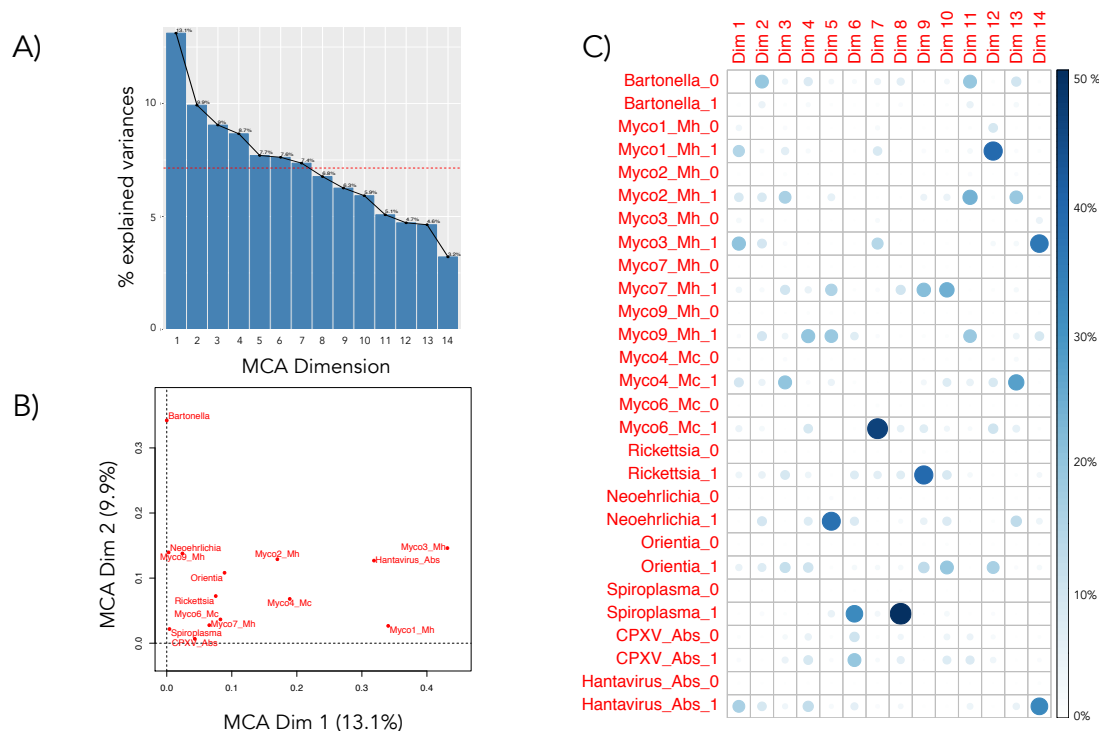 A)
% explained variances
10
5
0
13.1%
9.9%
9%
8.7%
7.7%
7.6%
7.4%
6.8%
6.3%
5.9%
5.1%
4.7%
4.6%
3.2%
1 2 3 4 5 6 7 8 9 10 11 12 13 14
MCA Dimension
B)
MCA Dim 2 (9.9%)
0.3
0.2
0.1
0.0
Bartonella
Neoehrlichia
Myco9_Mh
Myco2_Mh
Myco3_Mh
Hantavirus_Abs
Orientia
Rickettsia
Myco4_Mc
Myco6_Mc
Myco7_Mh
Myco1_Mh
Spiroplasma
CPXV_Abs
0.0 0.1 0.2 0.3 0.4
MCA Dim 1 (13.1%)
C)
Dim 1 Dim 2 Dim 3 Dim 4 Dim 5 Dim 6 Dim 7 Dim 8 Dim 9 Dim 10 Dim 11 Dim 12 Dim 13 Dim 14
Bartonella_0
Bartonella_1
Myco1_Mh_0
Myco1_Mh_1
Myco2_Mh_0
Myco2_Mh_1
Myco3_Mh_0
Myco3_Mh_1
Myco7_Mh_0
Myco7_Mh_1
Myco9_Mh_0
Myco9_Mh_1
Myco4_Mc_0
Myco4_Mc_1
Myco6_Mc_0
Myco6_Mc_1
Rickettsia_0
Rickettsia_1
Neoehrlichia_0
Neoehrlichia_1
Orientia_0
Orientia_1
Spiroplasma_0
Spiroplasma_1
CPXV_Abs_0
CPXV_Abs_1
Hantavirus_Abs_0
Hantavirus_Abs_1
50 %
40%
30%
20%
10%
0%